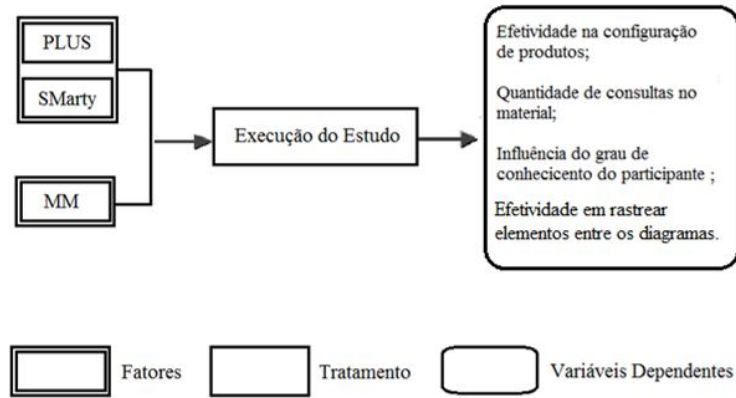 PLUS
SMarty
MM
Execução do Estudo
Efetividade na configuração
de produtos;
Quantidade de consultas no
material;
Influência do grau de
conhecicento do participante ;
Efetividade em rastrear
elementos entre os diagramas.
Fatores
Tratamento
Variáveis Dependentes